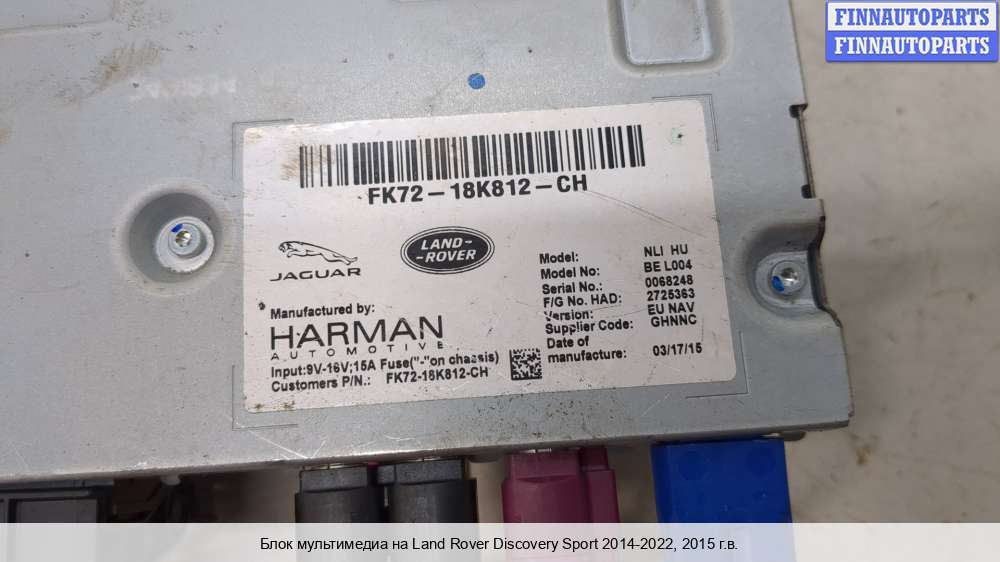 FINNAUTOPARTS
FINNAUTOPARTS
FK72-18K812-CH
JAGUAR
LAND-
-ROVER
Manufactured by:
HARMAN
AUTOMOTIVE
Input:9V-16V;15A Fuse("-"on chassis)
Customers P/N.: FK72-18K812-CH
Model: NLI HU
Model No: BE L004
Serial No.: 0068248
F/G No. HAD: 2725363
Version: EU NAV
Supplier Code: GHNNC
Date of
manufacture: 03/17/15
Блок мультимедиа на Land Rover Discovery Sport 2014-2022, 2015 г.в.